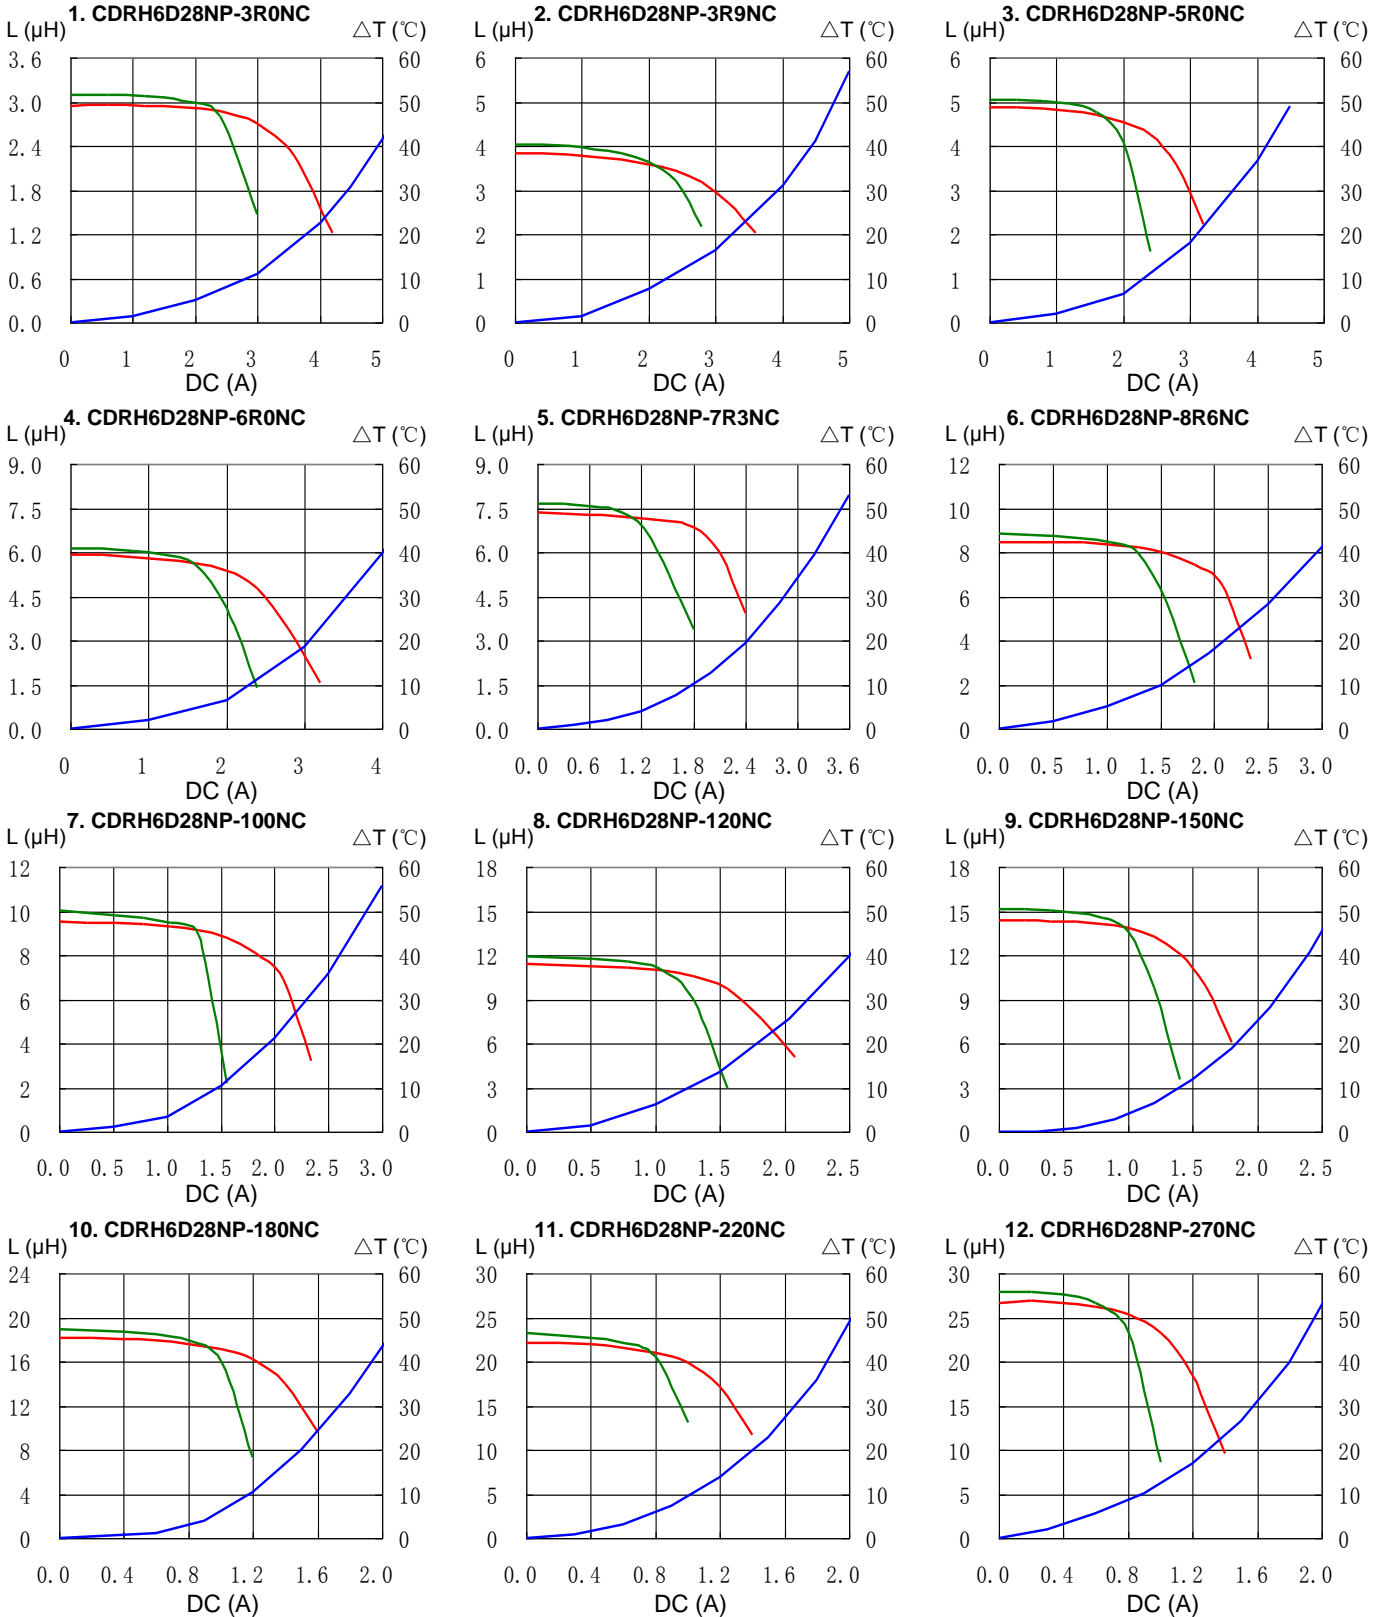 1. CDRH6D28NP-3R0NC
L (μH) △T (℃)
3.6 60
3.0 50
2.4 40
1.8 30
1.2 20
0.6 10
0.0 0
0 1 2 3 4 5
DC (A)
2. CDRH6D28NP-3R9NC
L (μH) △T (℃)
6 60
5 50
4 40
3 30
2 20
1 10
0 0
0 1 2 3 4 5
DC (A)
3. CDRH6D28NP-5R0NC
L (μH) △T (℃)
6 60
5 50
4 40
3 30
2 20
1 10
0 0
0 1 2 3 4 5
DC (A)
4. CDRH6D28NP-6R0NC
L (μH) △T (℃)
9.0 60
7.5 50
6.0 40
4.5 30
3.0 20
1.5 10
0.0 0
0 1 2 3 4
DC (A)
5. CDRH6D28NP-7R3NC
L (μH) △T (℃)
9.0 60
7.5 50
6.0 40
4.5 30
3.0 20
1.5 10
0.0 0
0.0 0.6 1.2 1.8 2.4 3.0 3.6
DC (A)
6. CDRH6D28NP-8R6NC
L (μH) △T (℃)
12 60
10 50
8 40
6 30
4 20
2 10
0 0
0.0 0.5 1.0 1.5 2.0 2.5 3.0
DC (A)
7. CDRH6D28NP-100NC
L (μH) △T (℃)
12 60
10 50
8 40
6 30
4 20
2 10
0 0
0.0 0.5 1.0 1.5 2.0 2.5 3.0
DC (A)
8. CDRH6D28NP-120NC
L (μH) △T (℃)
18 60
15 50
12 40
9 30
6 20
3 10
0 0
0.0 0.5 1.0 1.5 2.0 2.5
DC (A)
9. CDRH6D28NP-150NC
L (μH) △T (℃)
18 60
15 50
12 40
9 30
6 20
3 10
0 0
0.0 0.5 1.0 1.5 2.0 2.5
DC (A)
10. CDRH6D28NP-180NC
L (μH) △T (℃)
24 60
20 50
16 40
12 30
8 20
4 10
0 0
0.0 0.4 0.8 1.2 1.6 2.0
DC (A)
11. CDRH6D28NP-220NC
L (μH) △T (℃)
30 60
25 50
20 40
15 30
10 20
5 10
0 0
0.0 0.4 0.8 1.2 1.6 2.0
DC (A)
12. CDRH6D28NP-270NC
L (μH) △T (℃)
30 60
25 50
20 40
15 30
10 20
5 10
0 0
0.0 0.4 0.8 1.2 1.6 2.0
DC (A)